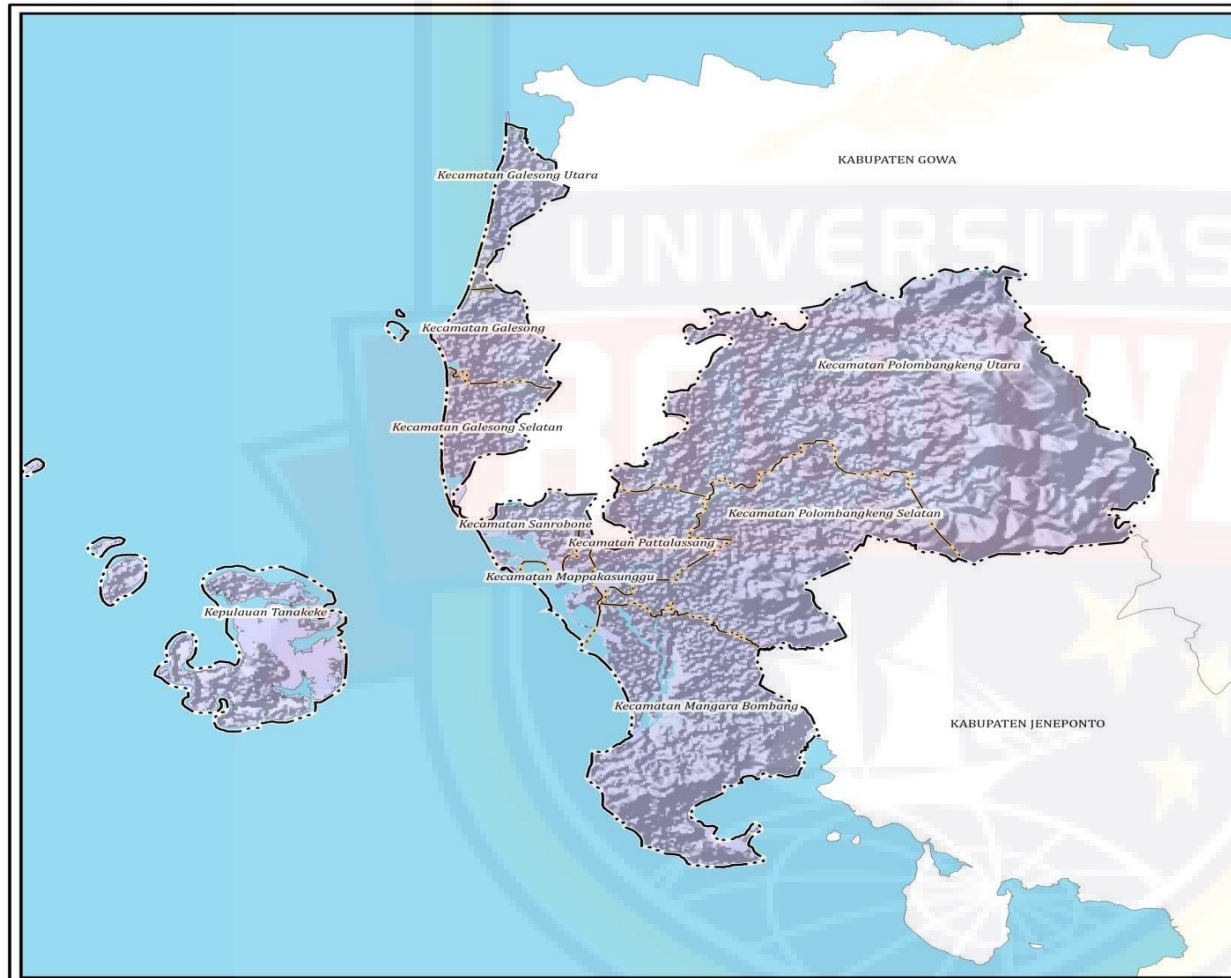 KABUPATEN GOWA
Kecamatan Galesong Utara
UNIVERSITAS
Kecamatan Galesong
Kecamatan Polombangkeng Utara
Kecamatan Galesong Selatan
Kecamatan Polombangkeng Selatan
Kecamatan Sanrobone
Kecamatan Pattalassang
Kecamatan Mappakasunggu
Kepulauan Tanakeke
Kecamatan Mangara Bombang
KABUPATEN JENEPONTO